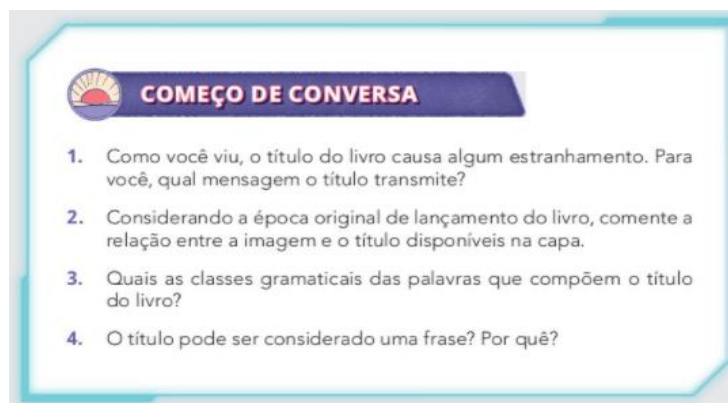 COMEÇO DE CONVERSA
1. Como você viu, o título do livro causa algum estranhamento. Para
você, qual mensagem o título transmite?
2. Considerando a época original de lançamento do livro, comente a
relação entre a imagem e o título disponíveis na capa.
3. Quais as classes gramaticais das palavras que compõem o título
do livro?
4. O título pode ser considerado uma frase? Por quê?